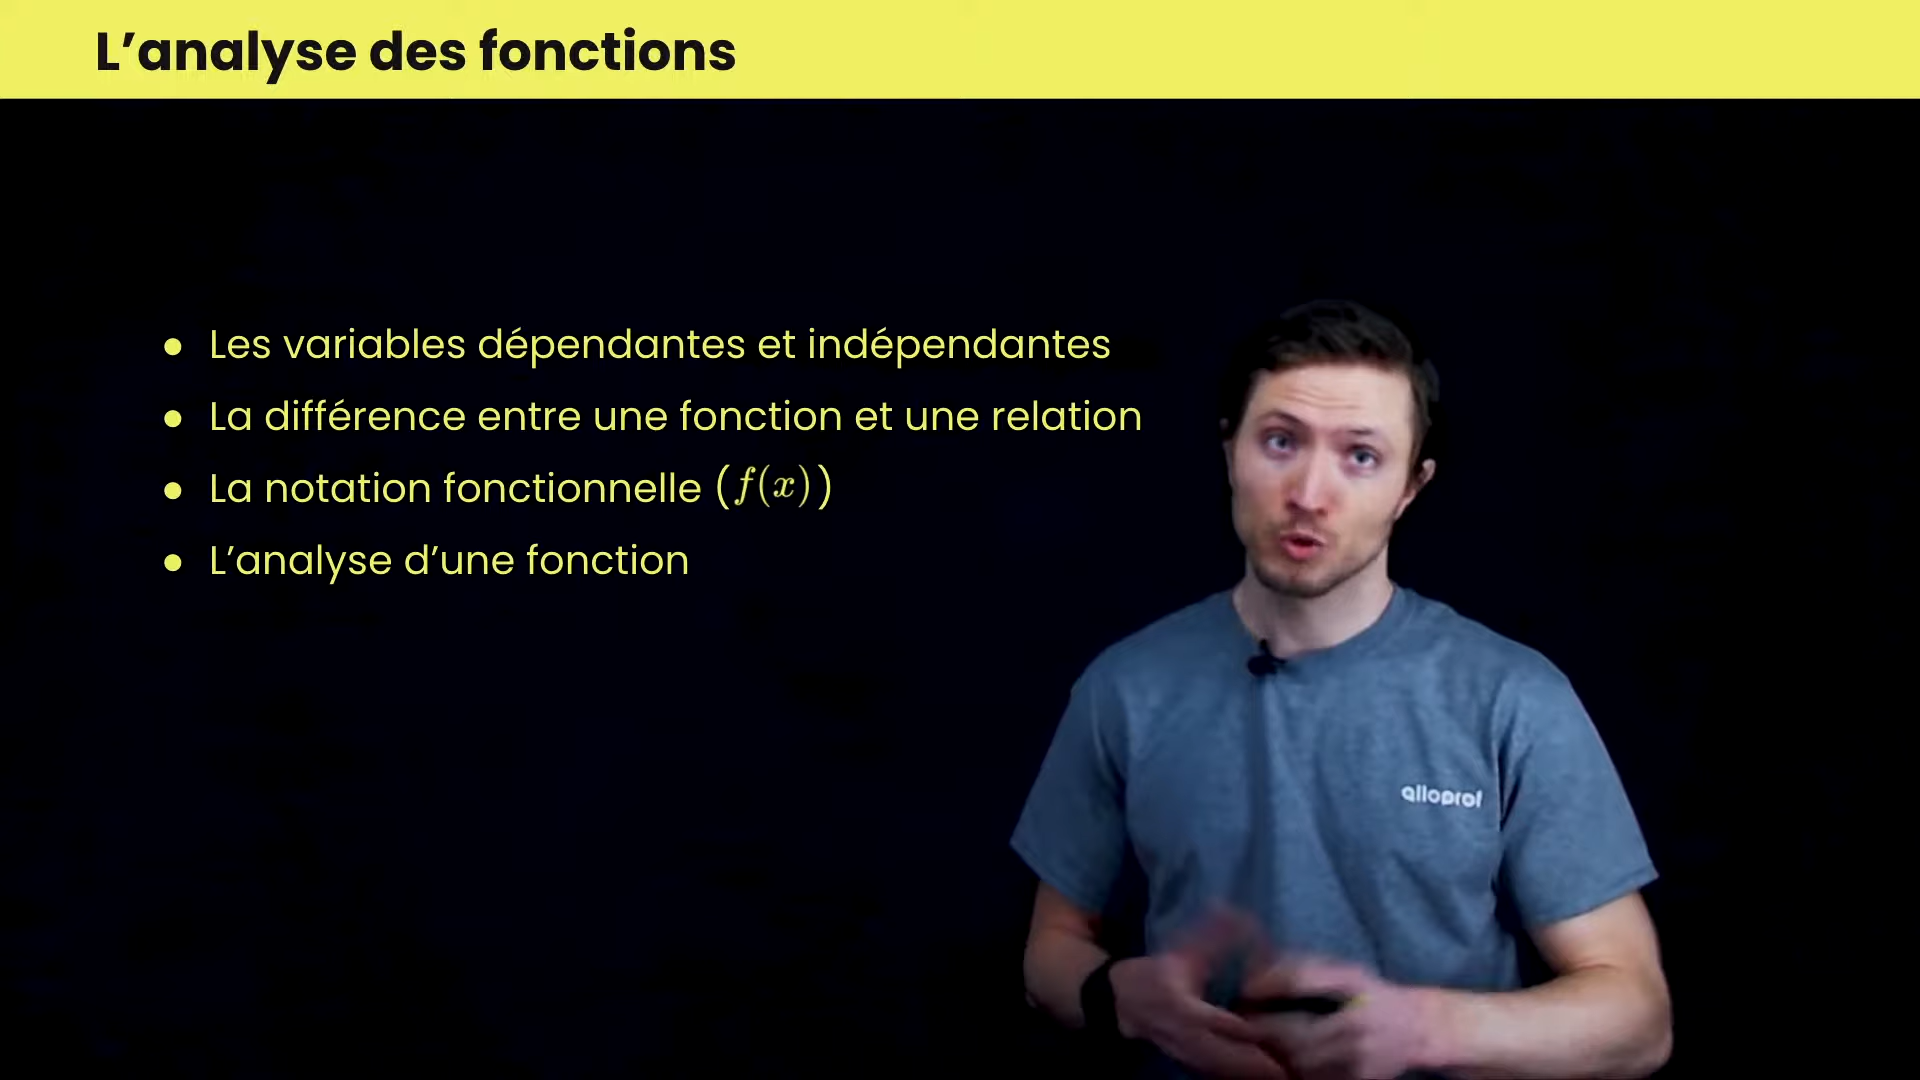 L’analyse des fonctions
● Les variables dépendantes et indépendantes
● La différence entre une fonction et une relation
● La notation fonctionnelle (f(x))
● L’analyse d’une fonction
alloprof